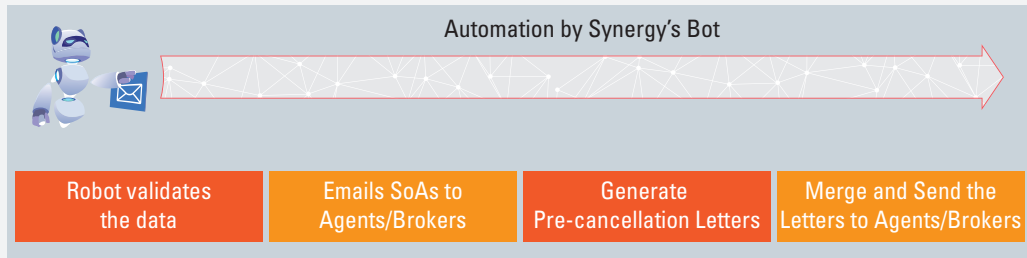 Automation by Synergy's Bot
Robot validates
the data
Emails SoAs to
Agents/Brokers
Generate
Pre-cancellation Letters
Merge and Send the
Letters to Agents/Brokers